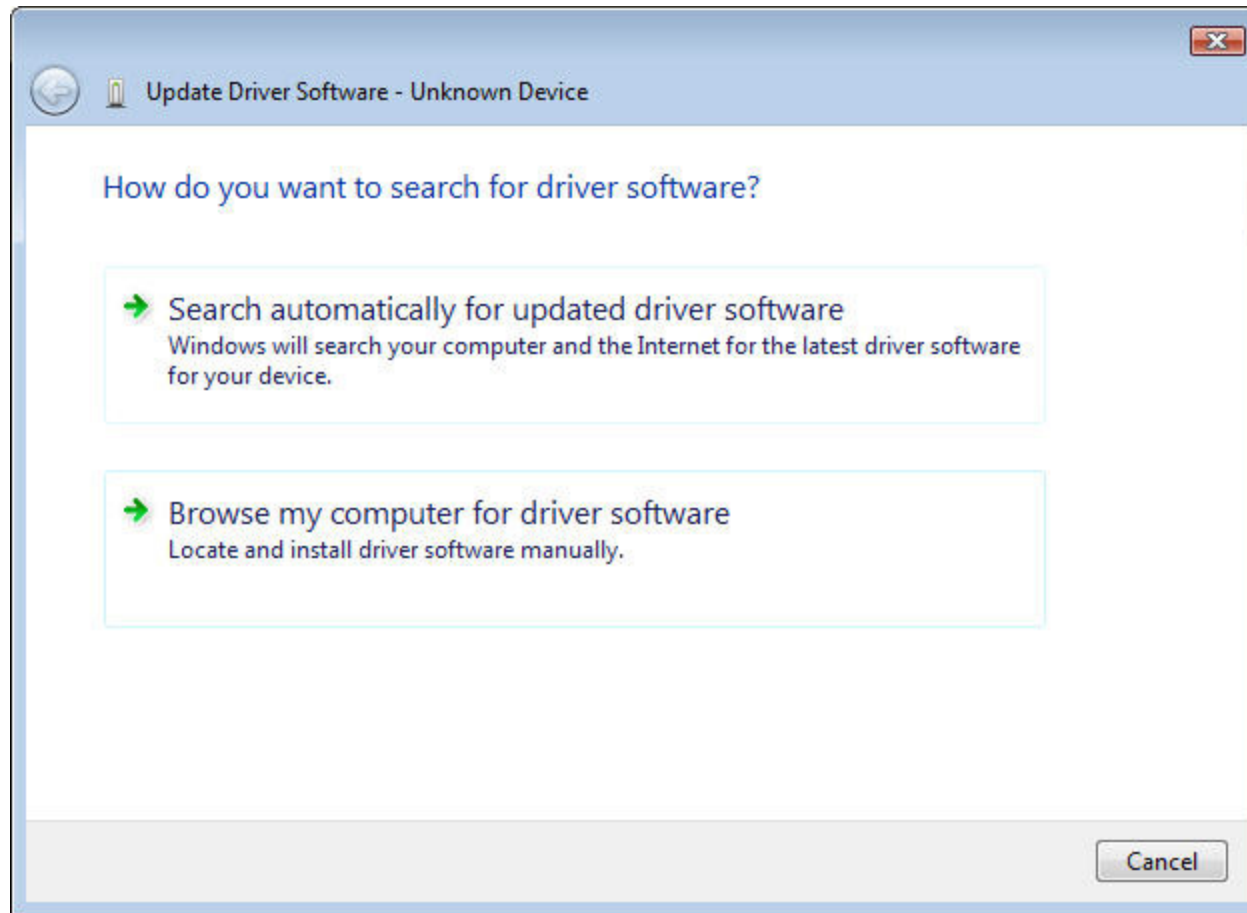 Update Driver Software - Unknown Device
How do you want to search for driver software?
Search automatically for updated driver software
Windows will search your computer and the Internet for the latest driver software
for your device.
Browse my computer for driver software
Locate and install driver software manually.
Cancel